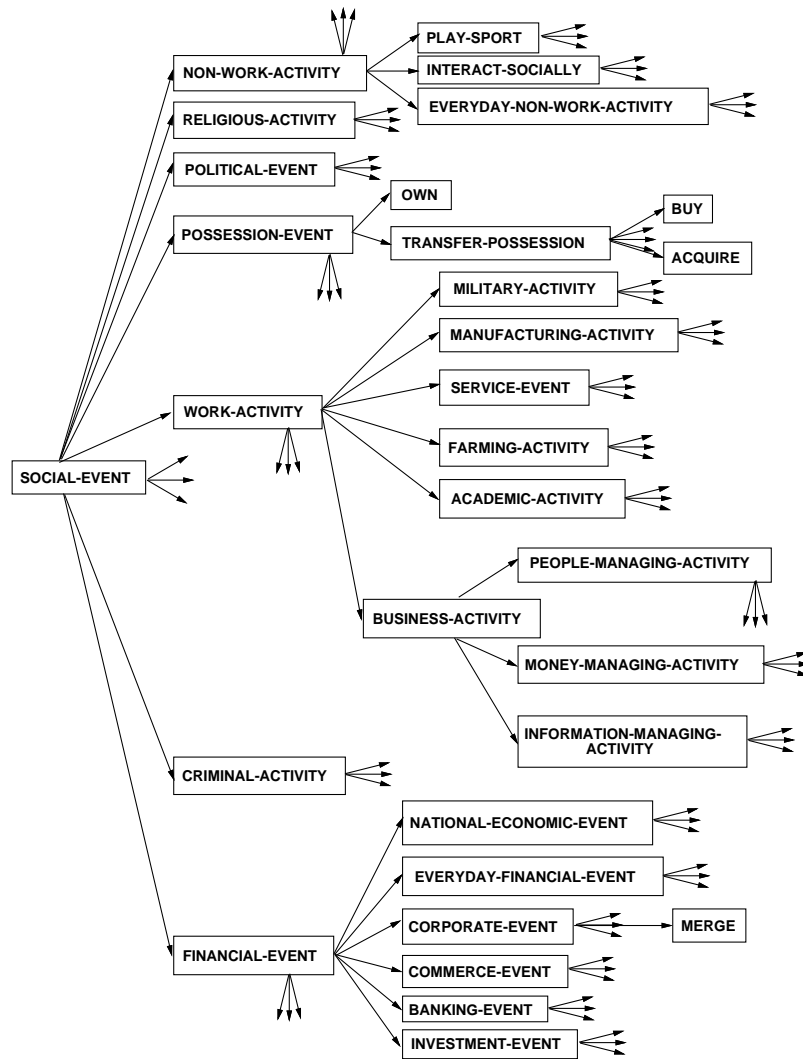 PLAY-SPORT
NON-WORK-ACTIVITY
INTERACT-SOCIALLY
EVERYDAY-NON-WORK-ACTIVITY
RELIGIOUS-ACTIVITY
POLITICAL-EVENT
OWN
BUY
POSSESSION-EVENT
TRANSFER-POSSESSION
ACQUIRE
MILITARY-ACTIVITY
MANUFACTURING-ACTIVITY
SERVICE-EVENT
WORK-ACTIVITY
FARMING-ACTIVITY
SOCIAL-EVENT
ACADEMIC-ACTIVITY
PEOPLE-MANAGING-ACTIVITY
BUSINESS-ACTIVITY
MONEY-MANAGING-ACTIVITY
INFORMATION-MANAGING-
ACTIVITY
CRIMINAL-ACTIVITY
NATIONAL-ECONOMIC-EVENT
EVERYDAY-FINANCIAL-EVENT
CORPORATE-EVENT
MERGE
FINANCIAL-EVENT
COMMERCE-EVENT
BANKING-EVENT
INVESTMENT-EVENT